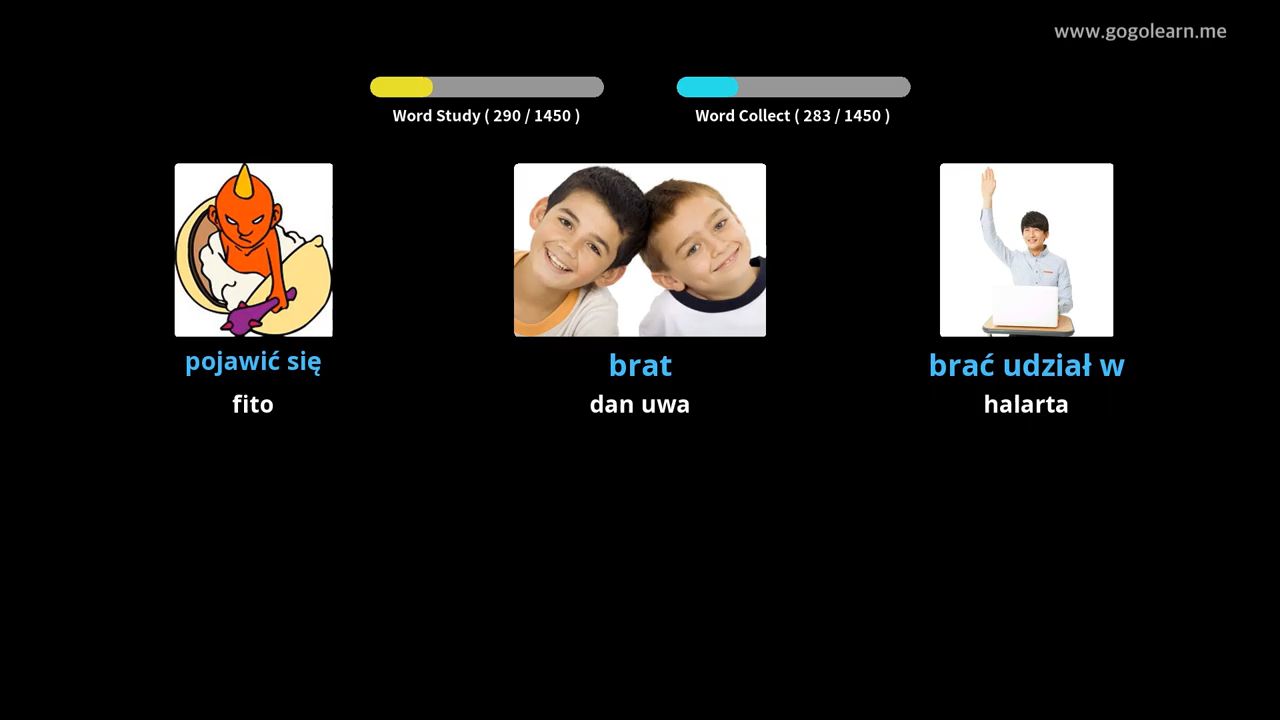 www.gogolearn.me
Word Study ( 290 / 1450 )
Word Collect ( 283 / 1450 )
pojawić się
brat
brać udział w
fito
dan uwa
halarta